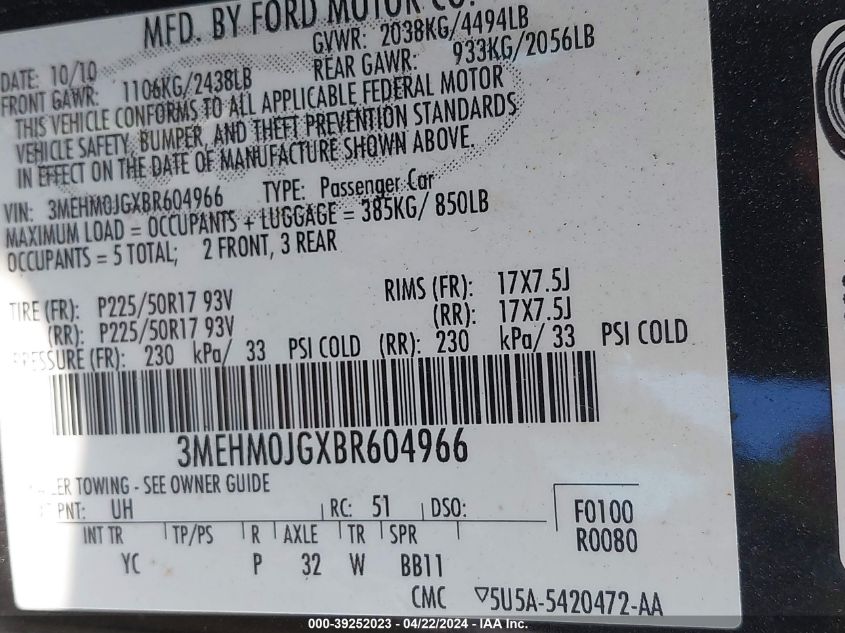 MFD. BY FORD MOTOR CO.
DATE: 10/10 GVWR: 2038KG/4494LB
FRONT GAWR: 1106KG/2438LB REAR GAWR: 933KG/2056LB
THIS VEHICLE CONFORMS TO ALL APPLICABLE FEDERAL MOTOR
VEHICLE SAFETY, BUMPER, AND THEFT PREVENTION STANDARDS
IN EFFECT ON THE DATE OF MANUFACTURE SHOWN ABOVE.
VIN: 3MEHM0JGXBR604966 TYPE: Passenger Car
MAXIMUM LOAD = OCCUPANTS + LUGGAGE = 385KG/ 850LB
OCCUPANTS = 5 TOTAL; 2 FRONT, 3 REAR
TIRE (FR): P225/50R17 93V RIMS (FR): 17X7.5J
(RR): P225/50R17 93V (RR): 17X7.5J
PRESSURE (FR): 230 kPa/ 33 PSI COLD (RR): 230 kPa/ 33 PSI COLD
3MEHM0JGXBR604966
TOWING - SEE OWNER GUIDE
PNT: UH RC: 51 DSO: F0100
INT TR TP/PS R AXLE TR SPR R0080
YC P 32 W BB11
CMC ▽5U5A-5420472-AA
000-39252023 - 04/22/2024 - IAA Inc.